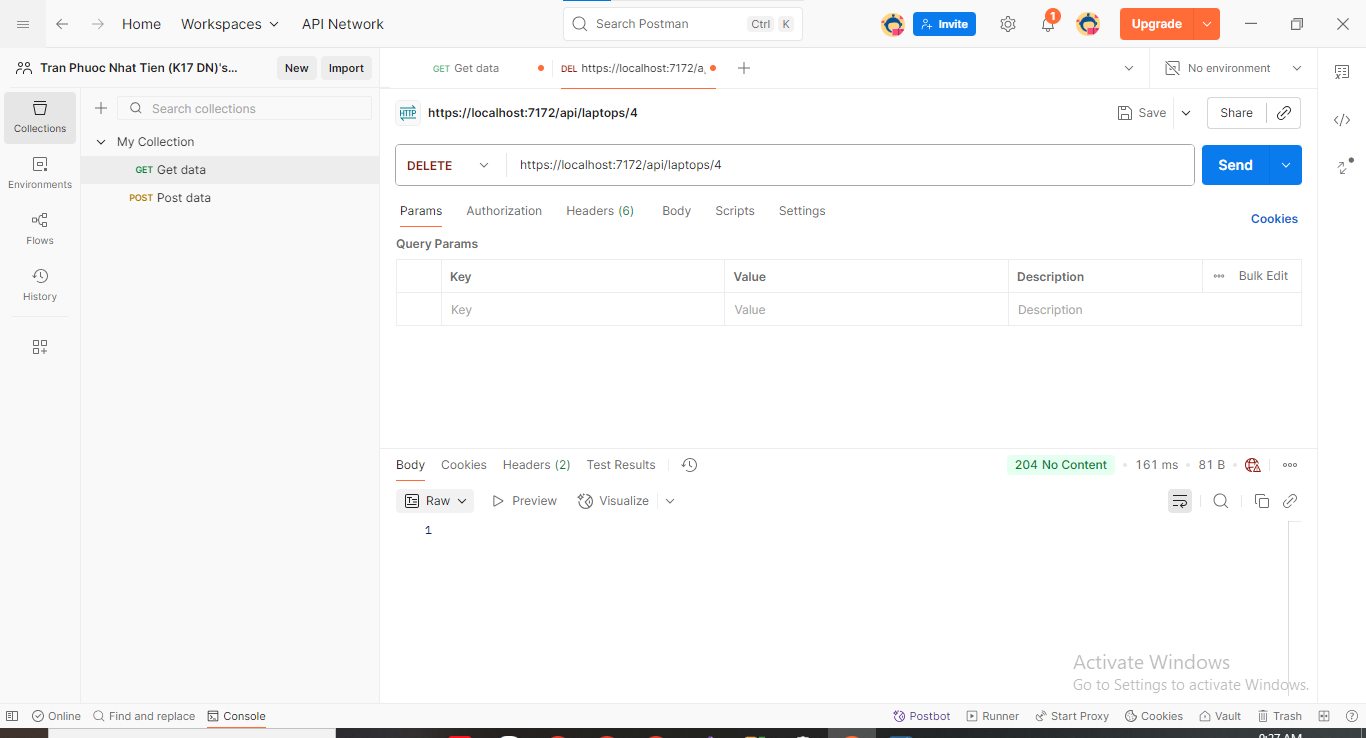 Home Workspaces API Network Search Postman Ctrl K Invite 1 Upgrade
Tran Phuoc Nhat Tien (K17 DN)'s... New Import GET Get data DEL https://localhost:7172/a No environment
Collections
Search collections
HTTP https://localhost:7172/api/laptops/4 Save Share
My Collection
GET Get data
DELETE https://localhost:7172/api/laptops/4 Send
Environments
POST Post data
Params Authorization Headers (6) Body Scripts Settings Cookies
Flows
Query Params
Key Value Description Bulk Edit
History
Key Value Description
Body Cookies Headers (2) Test Results 204 No Content 161 ms 81 B
Raw Preview Visualize
1
Activate Windows
Go to Settings to activate Windows.
Online Find and replace Console Postbot Runner Start Proxy Cookies Vault Trash